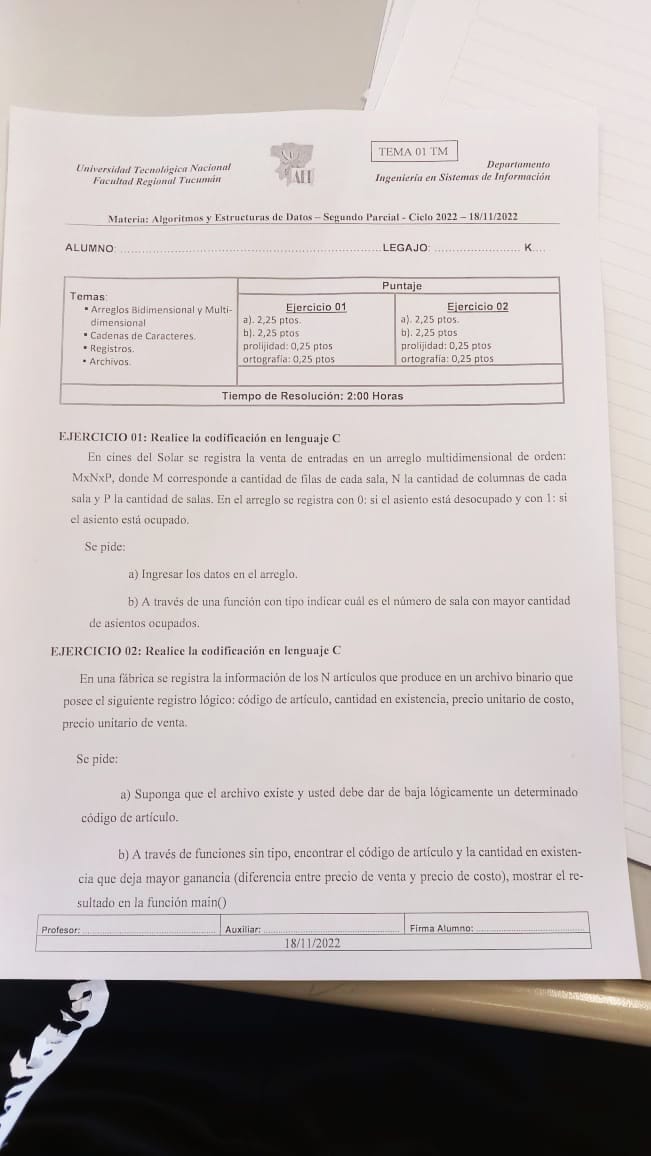 TEMA 01 TM
Universidad Tecnológica Nacional
Facultad Regional Tucumán
Departamento
Ingeniería en Sistemas de Información
Materia: Algoritmos y Estructuras de Datos – Segundo Parcial - Ciclo 2022 – 18/11/2022
ALUMNO: LEGAJO: K
Puntaje
Temas:
• Arreglos Bidimensional y Multi-
dimensional
• Cadenas de Caracteres.
• Registros.
• Archivos.
Ejercicio 01
a). 2,25 ptos.
b). 2,25 ptos
prolijidad: 0,25 ptos
ortografía: 0,25 ptos
Ejercicio 02
a). 2,25 ptos.
b). 2,25 ptos
prolijidad: 0,25 ptos
ortografía: 0,25 ptos
Tiempo de Resolución: 2:00 Horas
EJERCICIO 01: Realice la codificación en lenguaje C
En cines del Solar se registra la venta de entradas en un arreglo multidimensional de orden:
MxNxP, donde M corresponde a cantidad de filas de cada sala, N la cantidad de columnas de cada
sala y P la cantidad de salas. En el arreglo se registra con 0: si el asiento está desocupado y con 1: si
el asiento está ocupado.
Se pide:
a) Ingresar los datos en el arreglo.
b) A través de una función con tipo indicar cuál es el número de sala con mayor cantidad
de asientos ocupados.
EJERCICIO 02: Realice la codificación en lenguaje C
En una fábrica se registra la información de los N artículos que produce en un archivo binario que
posee el siguiente registro lógico: código de artículo, cantidad en existencia, precio unitario de costo,
precio unitario de venta.
Se pide:
a) Suponga que el archivo existe y usted debe dar de baja lógicamente un determinado
código de artículo.
b) A través de funciones sin tipo, encontrar el código de artículo y la cantidad en existen-
cia que deja mayor ganancia (diferencia entre precio de venta y precio de costo), mostrar el re-
sultado en la función main()
Profesor: Auxiliar: Firma Alumno:
18/11/2022